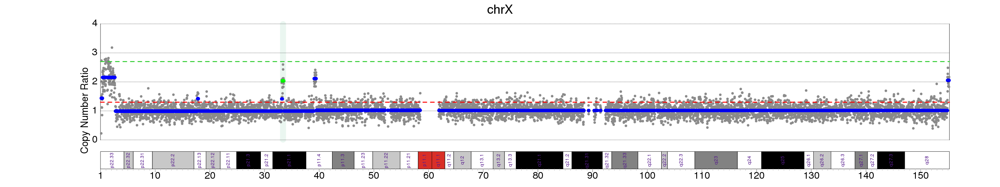 chrX
4
3
2
1
0
Copy Number Ratio
p22.33 p22.32 p22.31 p22.2 p22.13 p22.12 p22.11 p21.3 p21.2 p21.1 p11.4 p11.3 p11.23 p11.22 p11.21 p11.1 q11.1 q11.2 q12 q13.1 q13.2 q13.3 q21.1 q21.2 q21.31 q21.32 q21.33 q22.1 q22.2 q22.3 q23 q24 q25 q26.1 q26.2 q26.3 q27.1 q27.2 q27.3 q28
1 10 20 30 40 50 60 70 80 90 100 110 120 130 140 150